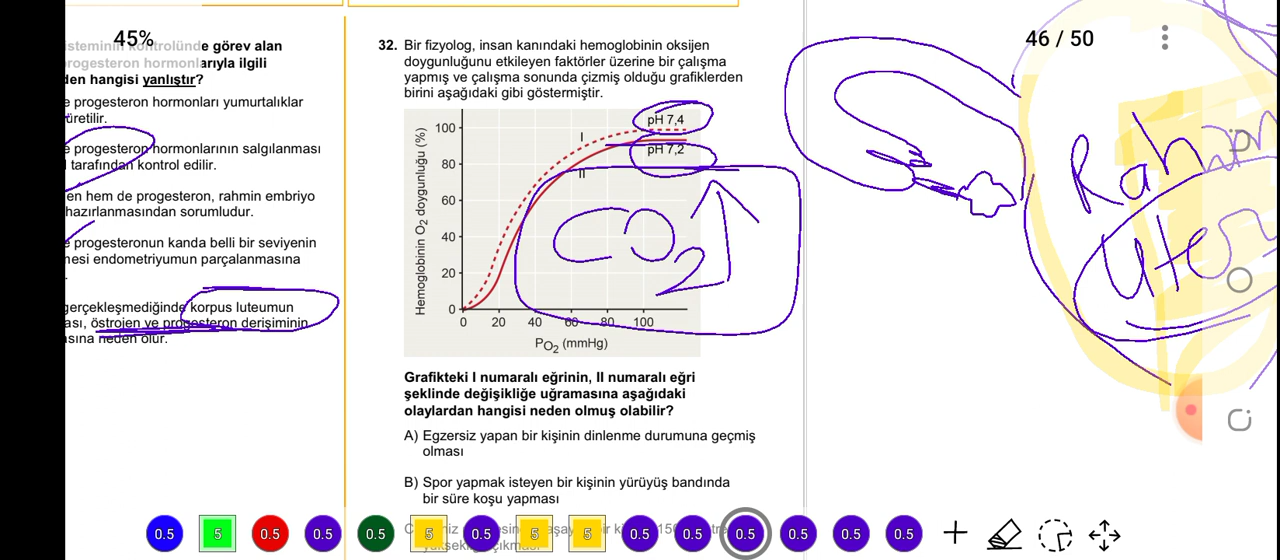 45%
46 / 50
isteminin kontrolünde görev alan
progesteron hormonlarıyla ilgili
den hangisi yanlıştır?
e progesteron hormonları yumurtalıklar
üretilir.
e progesteron hormonlarının salgılanması
l tarafından kontrol edilir.
en hem de progesteron, rahmin embriyo
hazırlanmasından sorumludur.
e progesteronun kanda belli bir seviyenin
mesi endometriyumun parçalanmasına
gerçekleşmediğinde korpus luteumun
ası, östrojen ve progesteron derişiminin
asına neden olur.
32. Bir fizyolog, insan kanındaki hemoglobinin oksijen
doygunluğunu etkileyen faktörler üzerine bir çalışma
yapmış ve çalışma sonunda çizmiş olduğu grafiklerden
birini aşağıdaki gibi göstermiştir.
Hemoglobinin O2 doygunluğu (%)
100
80
60
40
20
0
I
II
pH 7,4
pH 7,2
CO2
0 20 40 60 80 100
PO2 (mmHg)
Grafikteki I numaralı eğrinin, II numaralı eğri
şeklinde değişikliğe uğramasına aşağıdaki
olaylardan hangisi neden olmuş olabilir?
A) Egzersiz yapan bir kişinin dinlenme durumuna geçmiş
olması
B) Spor yapmak isteyen bir kişinin yürüyüş bandında
bir süre koşu yapması
Rahim
0.5 5 0.5 0.5 0.5 5 0.5 5 5 0.5 0.5 0.5 0.5 0.5 0.5